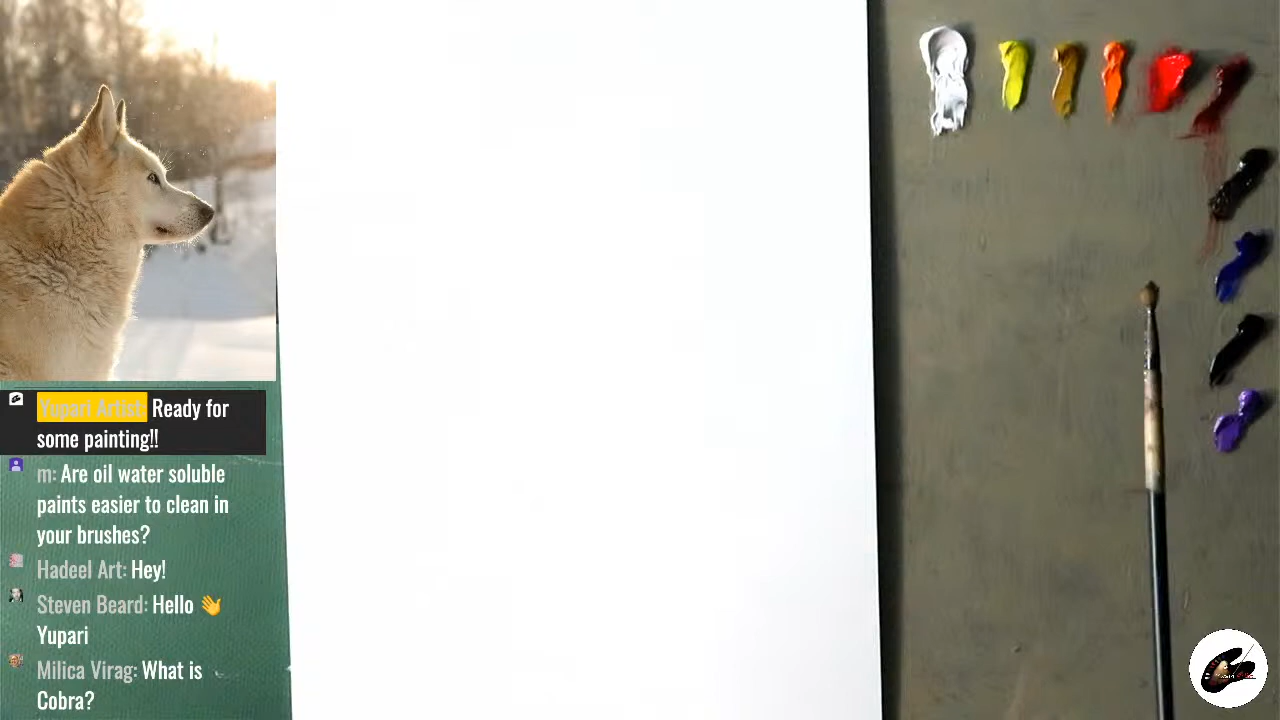 Yupari Artist: Ready for
some painting!!
m: Are oil water soluble
paints easier to clean in
your brushes?
Hadeel Art: Hey!
Steven Beard: Hello 👋
Yupari
Milica Virag: What is
Cobra?